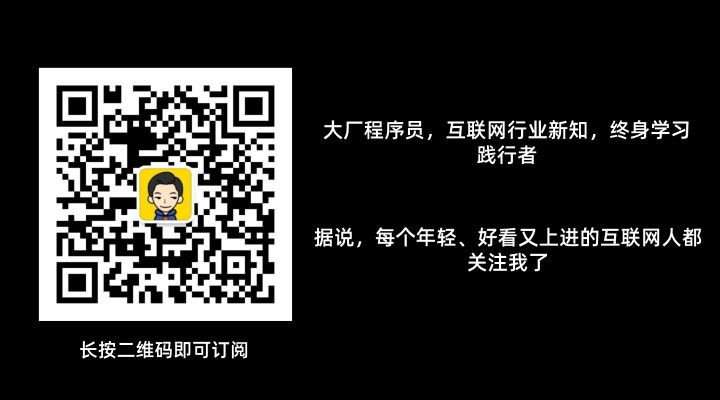 大厂程序员，互联网行业新知，终身学习
践行者
据说，每个年轻、好看又上进的互联网人都
关注我了
长按二维码即可订阅